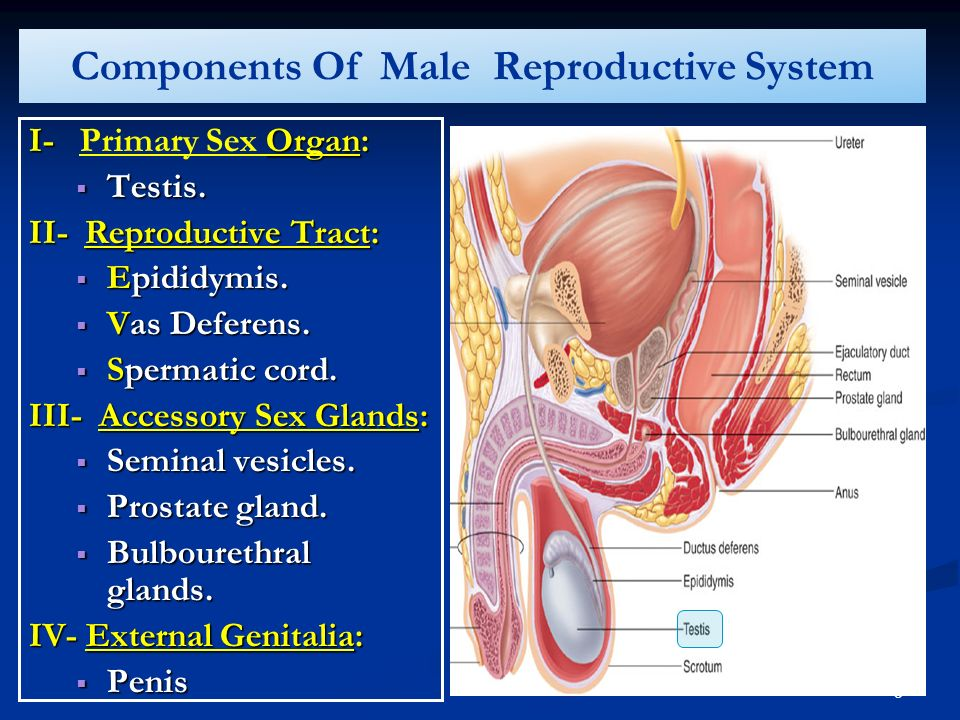 Components Of Male Reproductive System
I- Primary Sex Organ:
▪ Testis.
II- Reproductive Tract:
▪ Epididymis.
▪ Vas Deferens.
▪ Spermatic cord.
III- Accessory Sex Glands:
▪ Seminal vesicles.
▪ Prostate gland.
▪ Bulbourethral
glands.
IV- External Genitalia:
▪ Penis
Ureter
Seminal vesicle
Ejaculatory duct
Rectum
Prostate gland
Bulbourethral gland
Anus
Ductus deferens
Epididymis
Testis
Scrotum